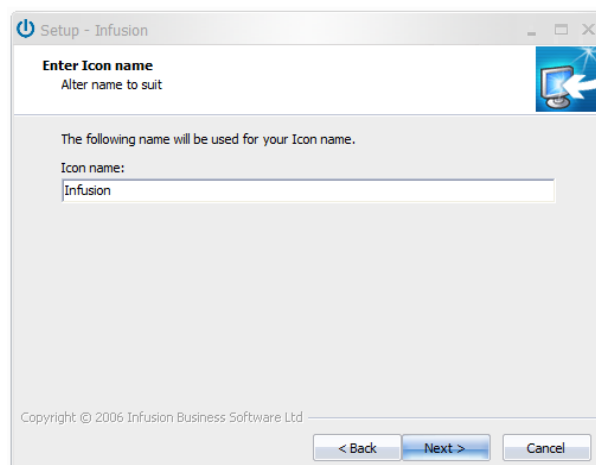 Setup - Infusion
Enter Icon name
Alter name to suit
The following name will be used for your Icon name.
Icon name:
Infusion
Copyright © 2006 Infusion Business Software Ltd
< Back Next > Cancel